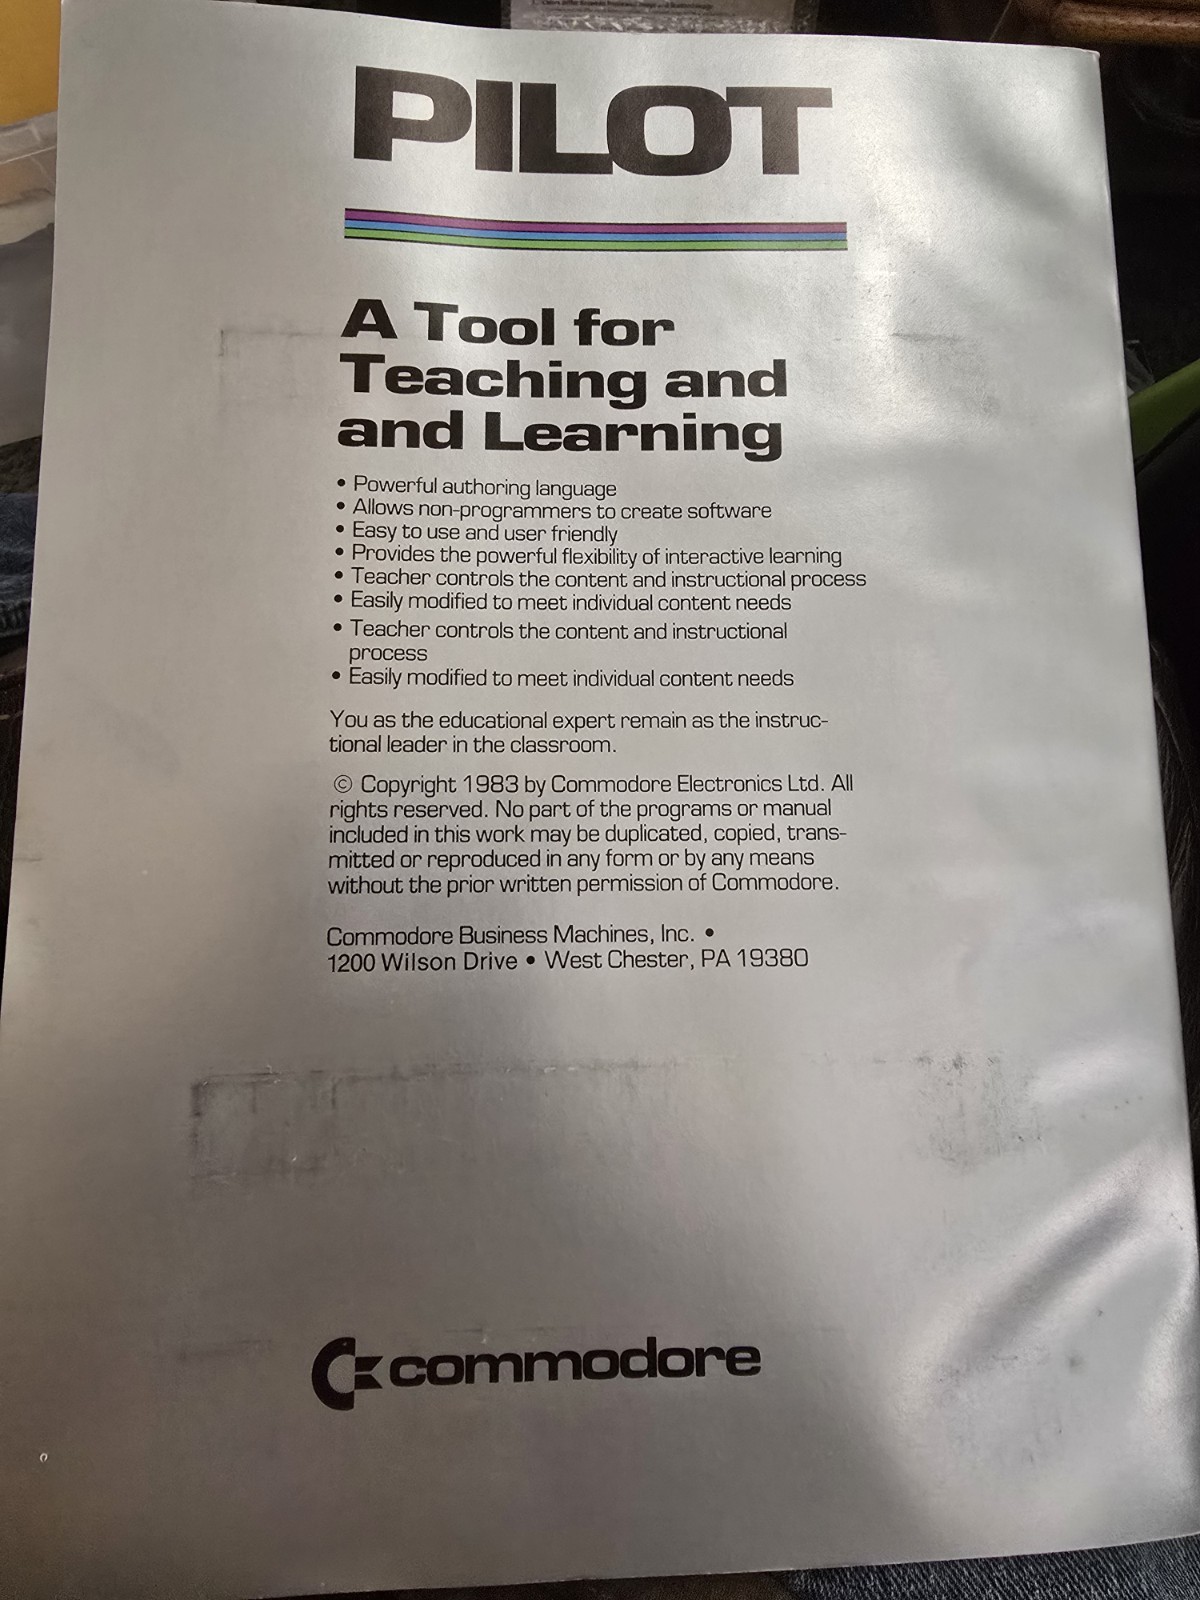 PILOT
A Tool for
Teaching and
and Learning
• Powerful authoring language
• Allows non-programmers to create software
• Easy to use and user friendly
• Provides the powerful flexibility of interactive learning
• Teacher controls the content and instructional process
• Easily modified to meet individual content needs
• Teacher controls the content and instructional
process
• Easily modified to meet individual content needs
You as the educational expert remain as the instruc-
tional leader in the classroom.
© Copyright 1983 by Commodore Electronics Ltd. All
rights reserved. No part of the programs or manual
included in this work may be duplicated, copied, trans-
mitted or reproduced in any form or by any means
without the prior written permission of Commodore.
Commodore Business Machines, Inc. •
1200 Wilson Drive • West Chester, PA 19380
commodore